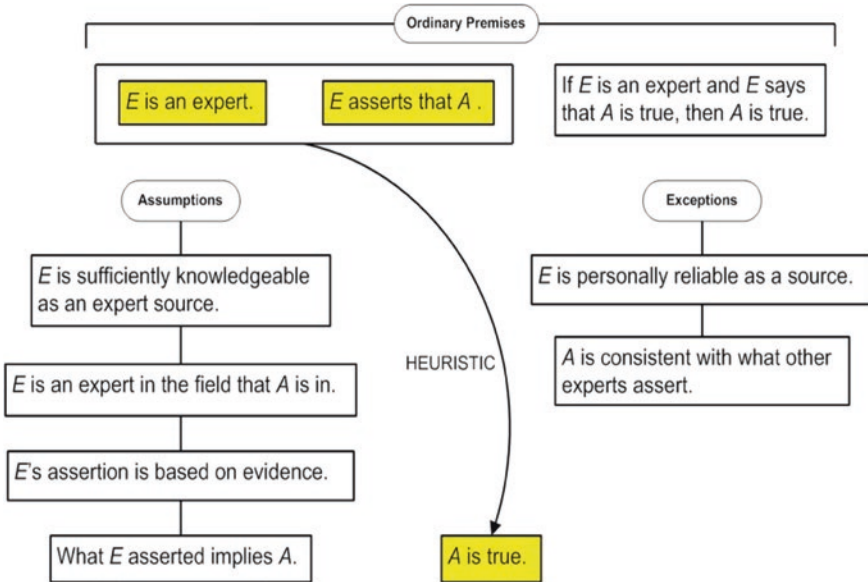 Ordinary Premises
E is an expert.
E asserts that A .
If E is an expert and E says
that A is true, then A is true.
Assumptions
Exceptions
E is sufficiently knowledgeable
as an expert source.
E is personally reliable as a source.
HEURISTIC
A is consistent with what other
experts assert.
E is an expert in the field that A is in.
E's assertion is based on evidence.
What E asserted implies A.
A is true.